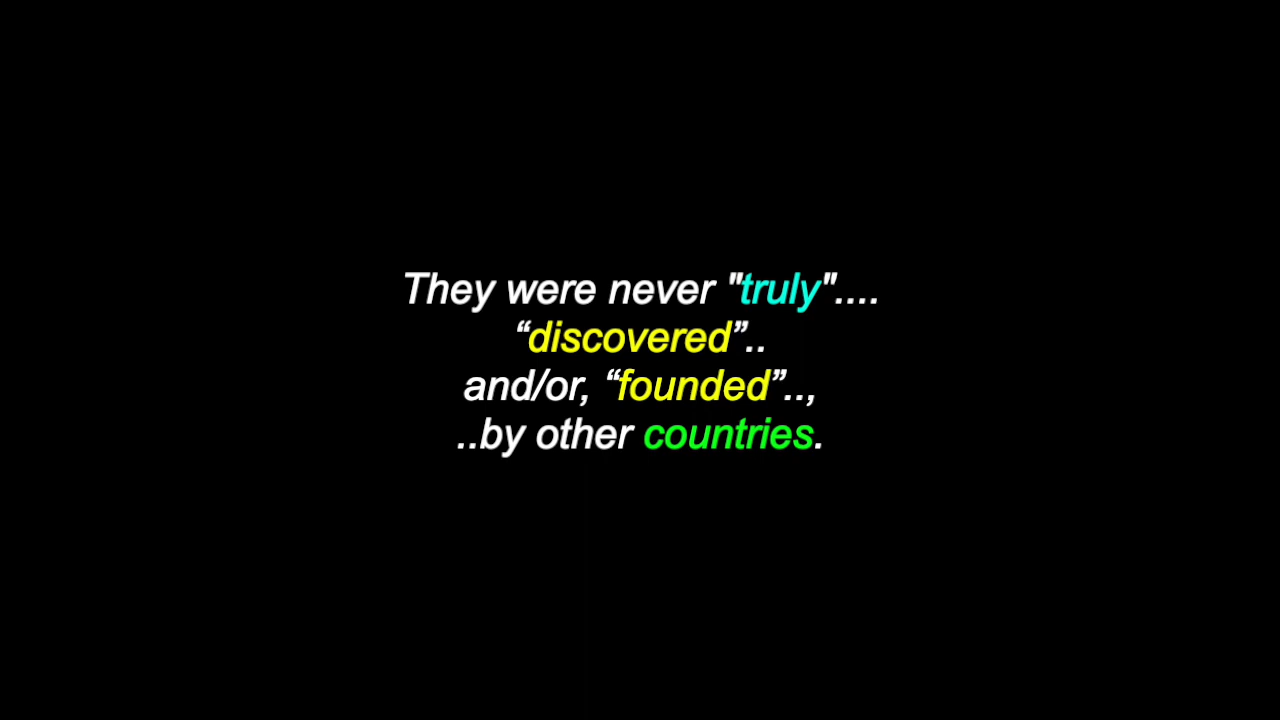 They were never "truly"....
“discovered”..
and/or, “founded”..,
..by other countries.